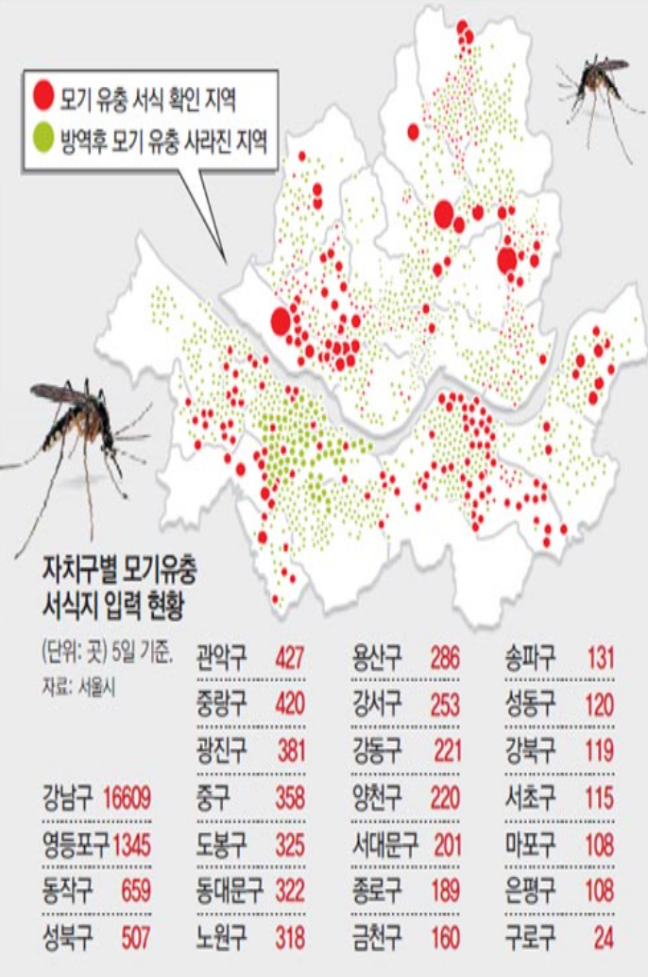 모기 유충 서식 확인 지역
방역후 모기 유충 사라진 지역
자치구별 모기유충
서식지 입력 현황
(단위: 곳) 5일 기준.
자료: 서울시
강남구 16609
영등포구 1345
동작구 659
성북구 507
관악구 427
중랑구 420
광진구 381
중구 358
도봉구 325
동대문구 322
노원구 318
용산구 286
강서구 253
강동구 221
양천구 220
서대문구 201
종로구 189
금천구 160
송파구 131
성동구 120
강북구 119
서초구 115
마포구 108
은평구 108
구로구 24